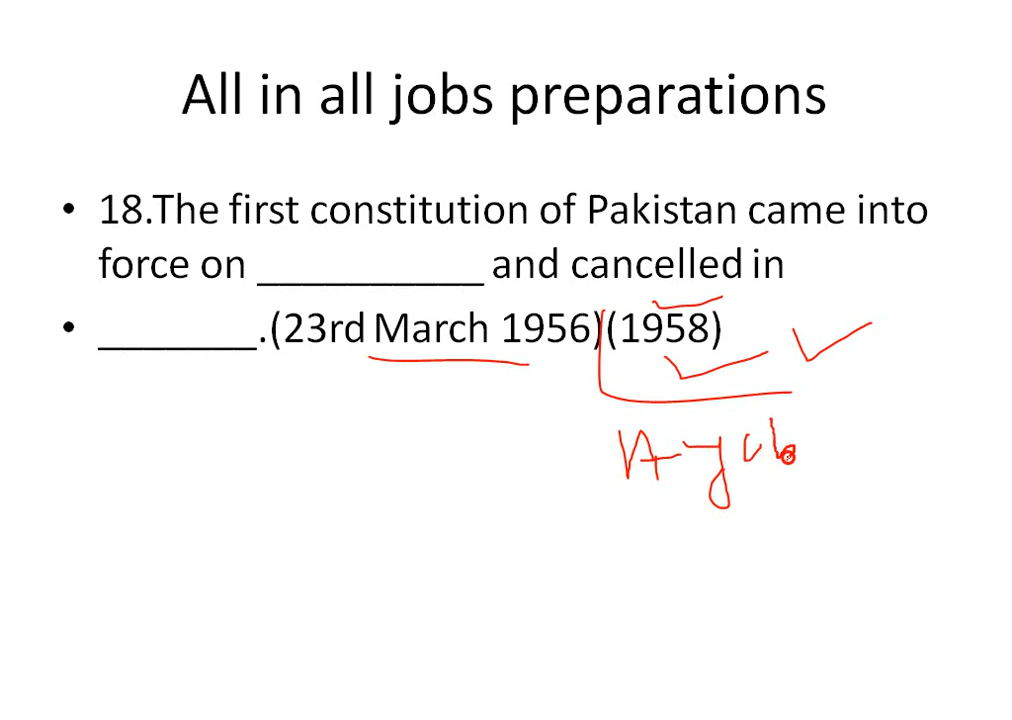 All in all jobs preparations
• 18.The first constitution of Pakistan came into
force on __________ and cancelled in
• _______.(23rd March 1956)(1958)
Ayub